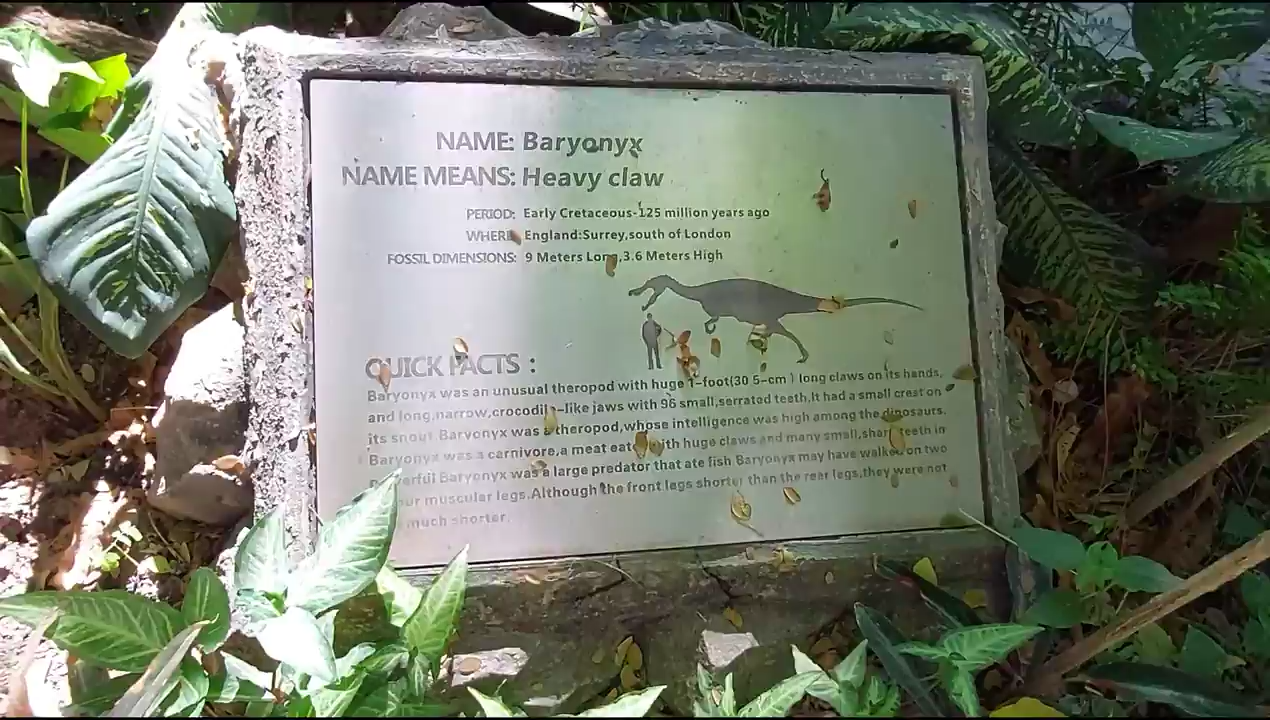 NAME: Baryonyx
NAME MEANS: Heavy claw
PERIOD: Early Cretaceous-125 million years ago
WHERE: England:Surrey,south of London
FOSSIL DIMENSIONS: 9 Meters Long,3.6 Meters High
QUICK FACTS :
Baryonyx was an unusual theropod with huge 1-foot(30 5-cm ) long claws on its hands,
and long,narrow,crocodile-like jaws with 96 small,serrated teeth,It had a small crest on
its snout Baryonyx was a theropod,whose intelligence was high among the dinosaurs.
Baryonyx was a carnivore,a meat eater with huge claws and many small,sharp teeth in
Baryonyx was a large predator that ate fish Baryonyx may have walked on two
muscular legs.Although the front legs shorter than the rear legs,they were not
much shorter.